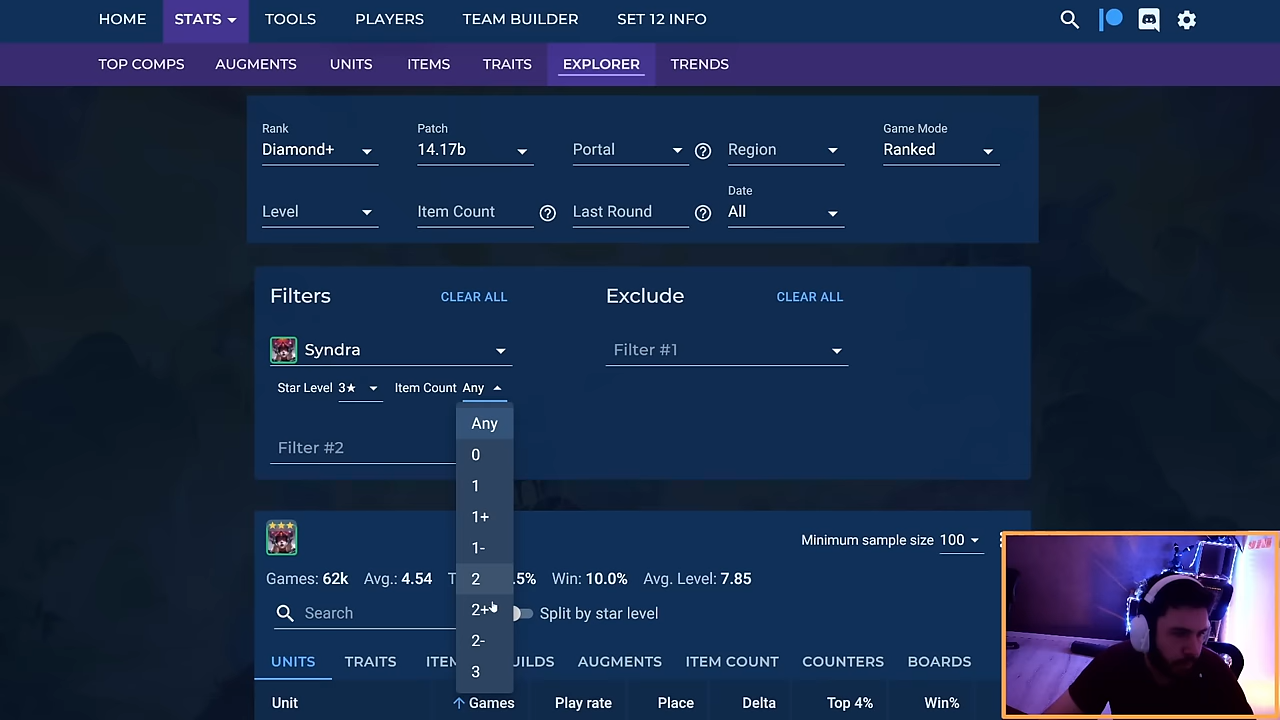 HOME STATS TOOLS PLAYERS TEAM BUILDER SET 12 INFO
TOP COMPS AUGMENTS UNITS ITEMS TRAITS EXPLORER TRENDS
Rank Patch Game Mode
Diamond+ 14.17b Portal Region Ranked
Date
Level Item Count Last Round All
Filters CLEAR ALL Exclude CLEAR ALL
Syndra Filter #1
Star Level 3★ Item Count Any
Any
Filter #2
0
1
1+
1-
2
2+
2-
3
Minimum sample size 100
Games: 62k Avg.: 4.54 T .5% Win: 10.0% Avg. Level: 7.85
Search Split by star level
UNITS TRAITS ITE UILDS AUGMENTS ITEM COUNT COUNTERS BOARDS
Unit Games Play rate Place Delta Top 4% Win%